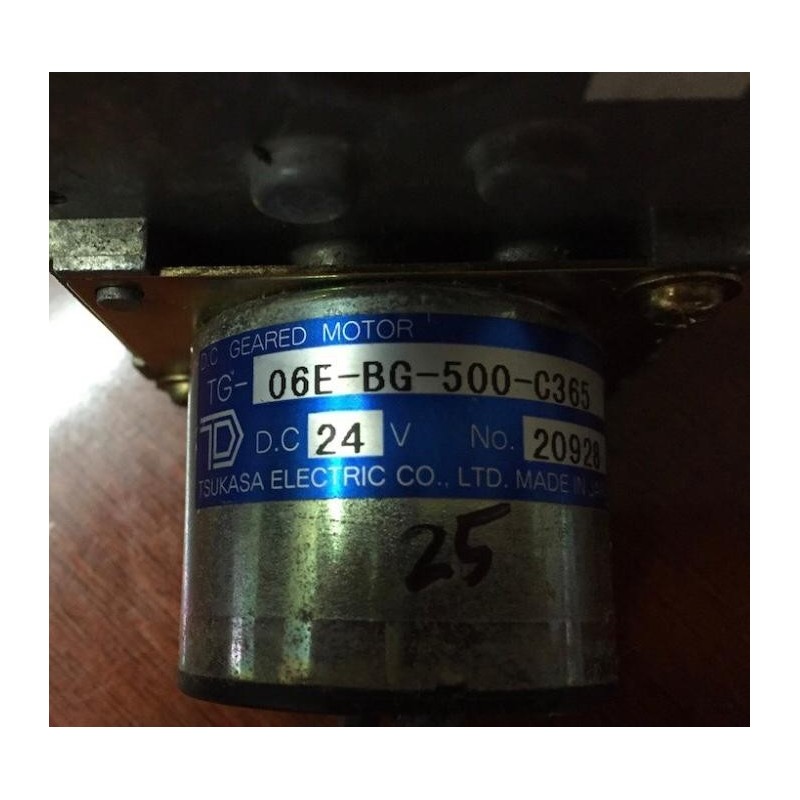 D.C GEARED MOTOR
TG- 06E-BG-500-C365
D.C 24 V No. 20928
TSUKASA ELECTRIC CO., LTD. MADE IN
25